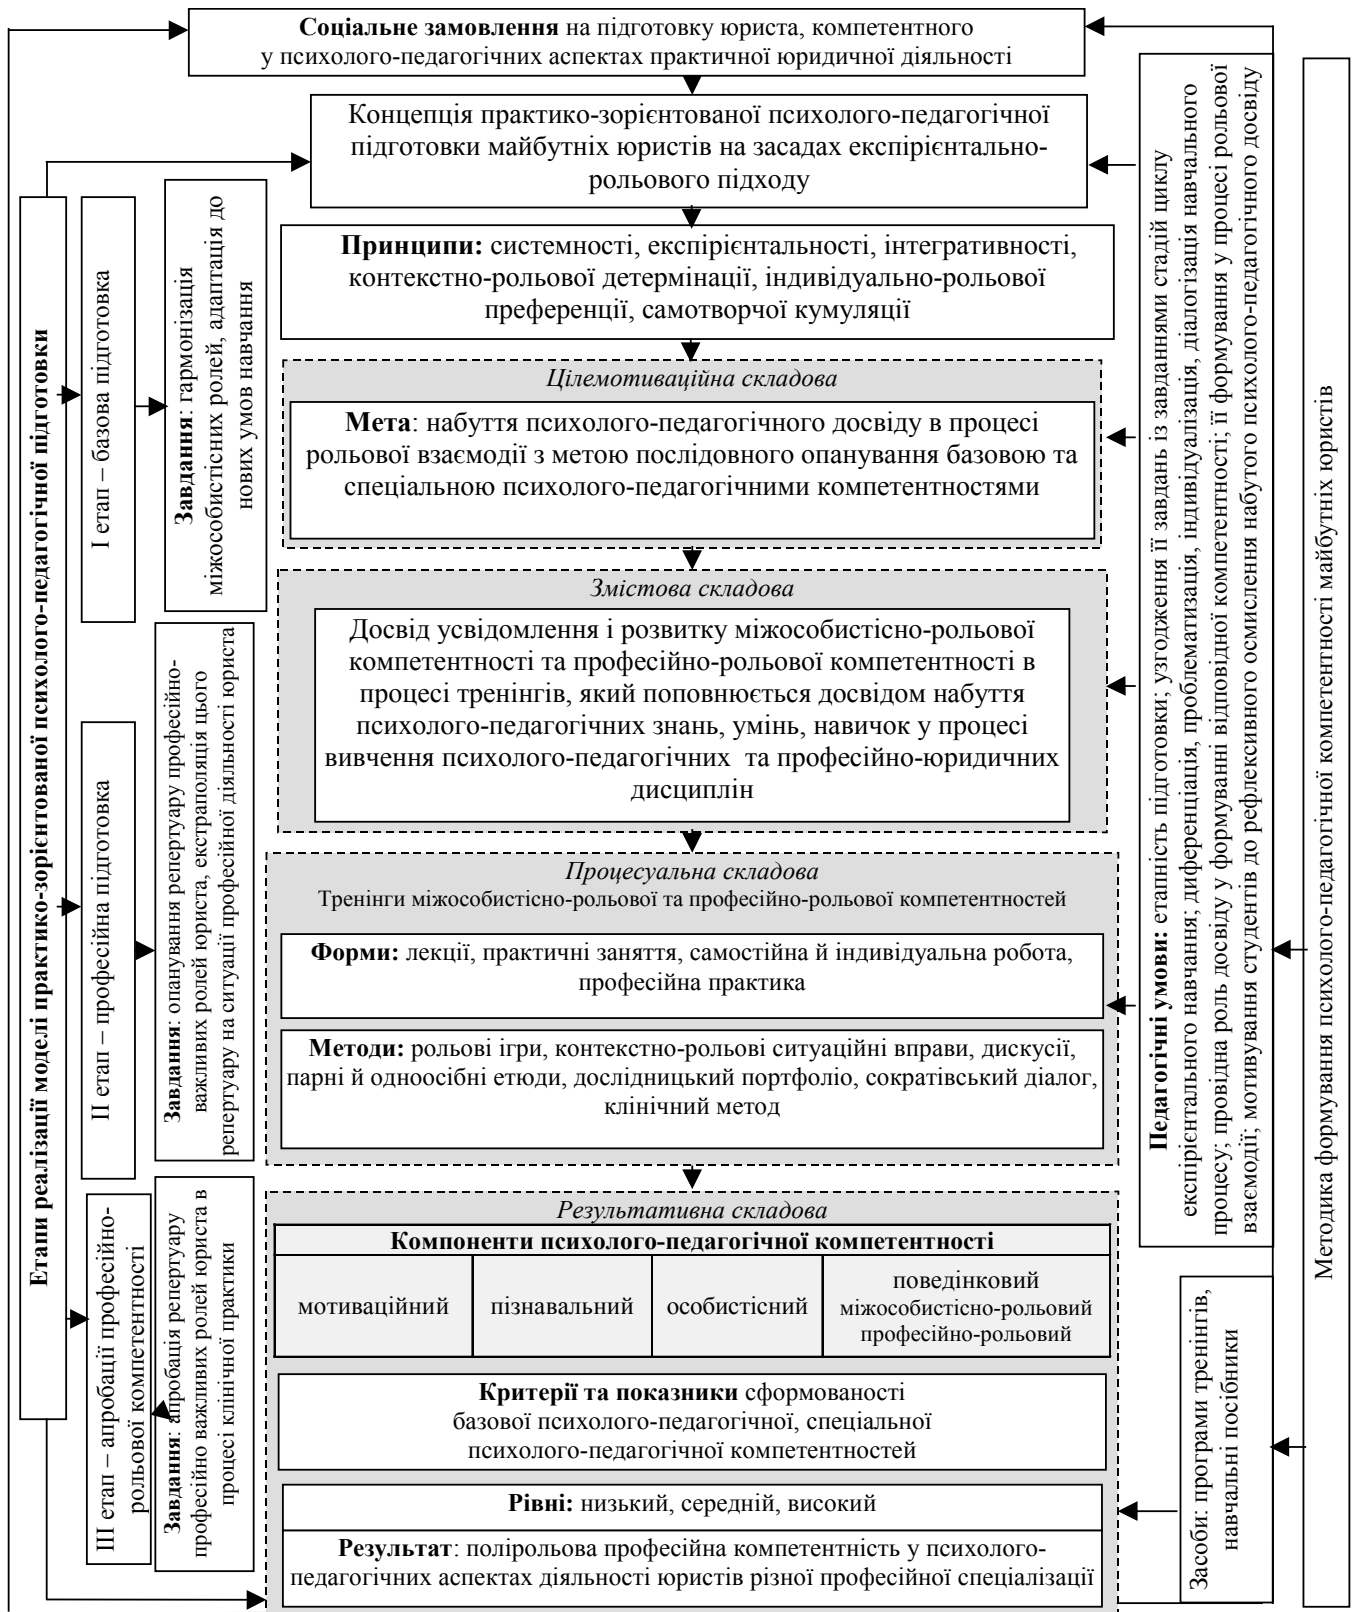 Соціальне замовлення на підготовку юриста, компетентного
у психолого-педагогічних аспектах практичної юридичної діяльності
Концепція практико-зорієнтованої психолого-педагогічної
підготовки майбутніх юристів на засадах експірієнтально-
рольового підходу
Принципи: системності, експірієнтальності, інтегративності,
контекстно-рольової детермінації, індивідуально-рольової
преференції, самотворчої кумуляції
Цілемотиваційна складова
Мета: набуття психолого-педагогічного досвіду в процесі
рольової взаємодії з метою послідовного опанування базовою та
спеціальною психолого-педагогічними компетентностями
Змістова складова
Досвід усвідомлення і розвитку міжособистісно-рольової
компетентності та професійно-рольової компетентності в
процесі тренінгів, який поповнюється досвідом набуття
психолого-педагогічних знань, умінь, навичок у процесі
вивчення психолого-педагогічних та професійно-юридичних
дисциплін
Процесуальна складова
Тренінги міжособистісно-рольової та професійно-рольової компетентностей
Форми: лекції, практичні заняття, самостійна й індивідуальна робота,
професійна практика
Методи: рольові ігри, контекстно-рольові ситуаційні вправи, дискусії,
парні й одноосібні етюди, дослідницький портфоліо, сократівський діалог,
клінічний метод
Результативна складова
Компоненти психолого-педагогічної компетентності
мотиваційний
пізнавальний
особистісний
поведінковий
міжособистісно-рольовий
професійно-рольовий
Критерії та показники сформованості
базової психолого-педагогічної, спеціальної
психолого-педагогічної компетентностей
Рівні: низький, середній, високий
Результат: полірольова професійна компетентність у психолого-
педагогічних аспектах діяльності юристів різної професійної спеціалізації
Етапи реалізації моделі практико-зорієнтованої психолого-педагогічної підготовки
І етап – базова підготовка
Завдання: гармонізація
міжособистісних ролей, адаптація до
нових умов навчання
ІІ етап – професійна підготовка
Завдання: опанування репертуару професійно-
важливих ролей юриста, екстраполяція цього
репертуару на ситуації професійної діяльності юриста
ІІІ етап – апробації професійно-
рольової компетентності
Завдання: апробація репертуару
професійно важливих ролей юриста в
процесі клінічної практики
Педагогічні умови: етапність підготовки; узгодження її завдань із завданнями стадій циклу
експірієнтального навчання; диференціація, проблематизація, індивідуалізація, діалогізація навчального
процесу; провідна роль досвіду у формуванні відповідної компетентності; її формування у процесі рольової
взаємодії; мотивування студентів до рефлексивного осмислення набутого психолого-педагогічного досвіду
Засоби: програми тренінгів,
навчальні посібники
Методика формування психолого-педагогічної компетентності майбутніх юристів